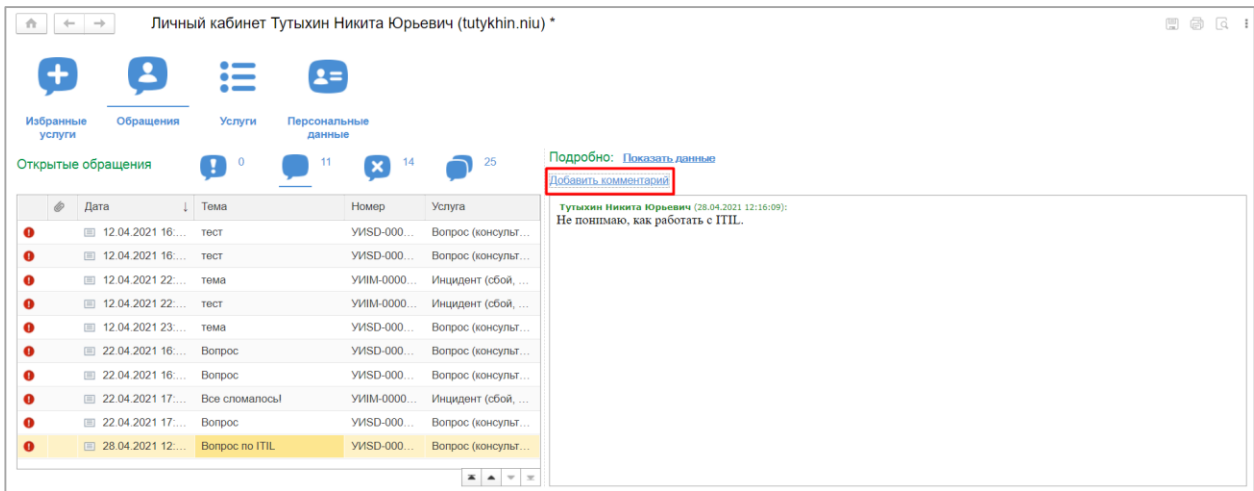 Личный кабинет Тутыхин Никита Юрьевич (tutykhin.niu) *
Избранные услуги
Обращения
Услуги
Персональные данные
Открытые обращения
0
11
14
25
Дата ↓ Тема Номер Услуга
12.04.2021 16:... тест УИSD-000... Вопрос (консульт...
12.04.2021 16:... тест УИSD-000... Вопрос (консульт...
12.04.2021 22:... тема УИIM-0000... Инцидент (сбой, ...
12.04.2021 22:... тест УИIM-0000... Инцидент (сбой, ...
12.04.2021 23:... тема УИSD-000... Вопрос (консульт...
22.04.2021 16:... Вопрос УИSD-000... Вопрос (консульт...
22.04.2021 16:... Вопрос УИSD-000... Вопрос (консульт...
22.04.2021 17:... Все сломалось! УИIM-0000... Инцидент (сбой, ...
22.04.2021 17:... Вопрос УИSD-000... Вопрос (консульт...
28.04.2021 12:... Вопрос по ITIL УИSD-000... Вопрос (консульт...
Подробно: Показать данные
Добавить комментарий
Тутыхин Никита Юрьевич (28.04.2021 12:16:09):
Не понимаю, как работать с ITIL.